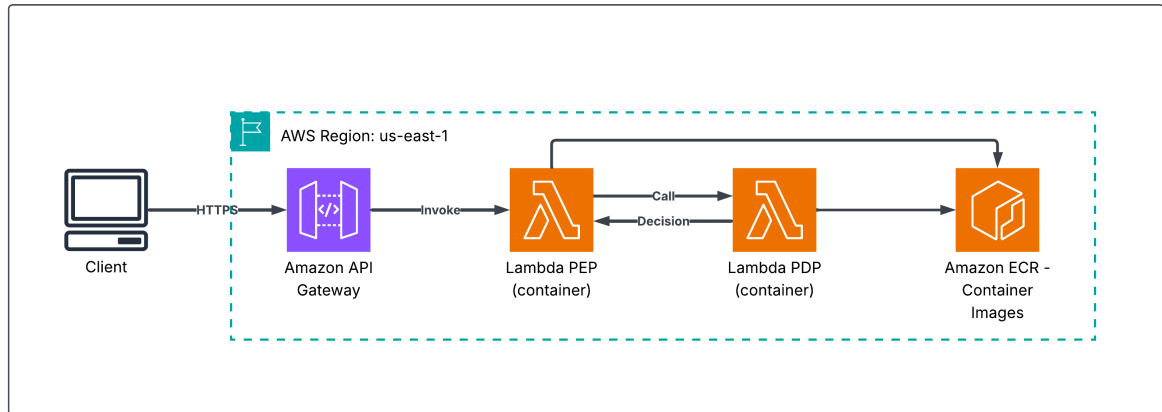 AWS Region: us-east-1
HTTPS
Invoke
Call
Decision
Client
Amazon API
Gateway
Lambda PEP
(container)
Lambda PDP
(container)
Amazon ECR -
Container
Images